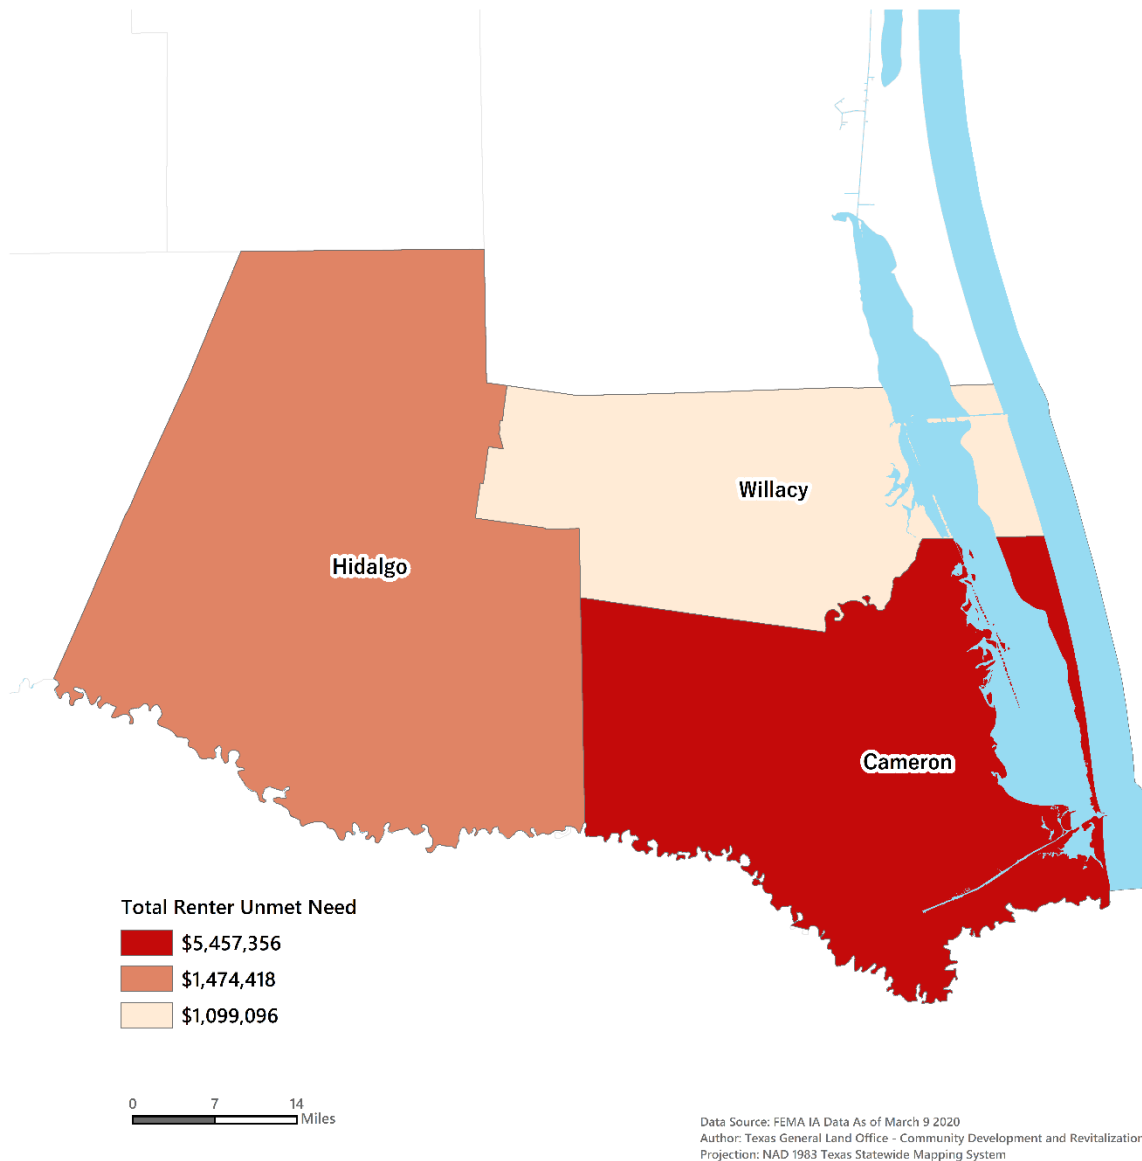 Willacy
Hidalgo
Cameron
Total Renter Unmet Need
$5,457,356
$1,474,418
$1,099,096
0 7 14
Miles
Data Source: FEMA IA Data As of March 9 2020
Author: Texas General Land Office - Community Development and Revitalization
Projection: NAD 1983 Texas Statewide Mapping System